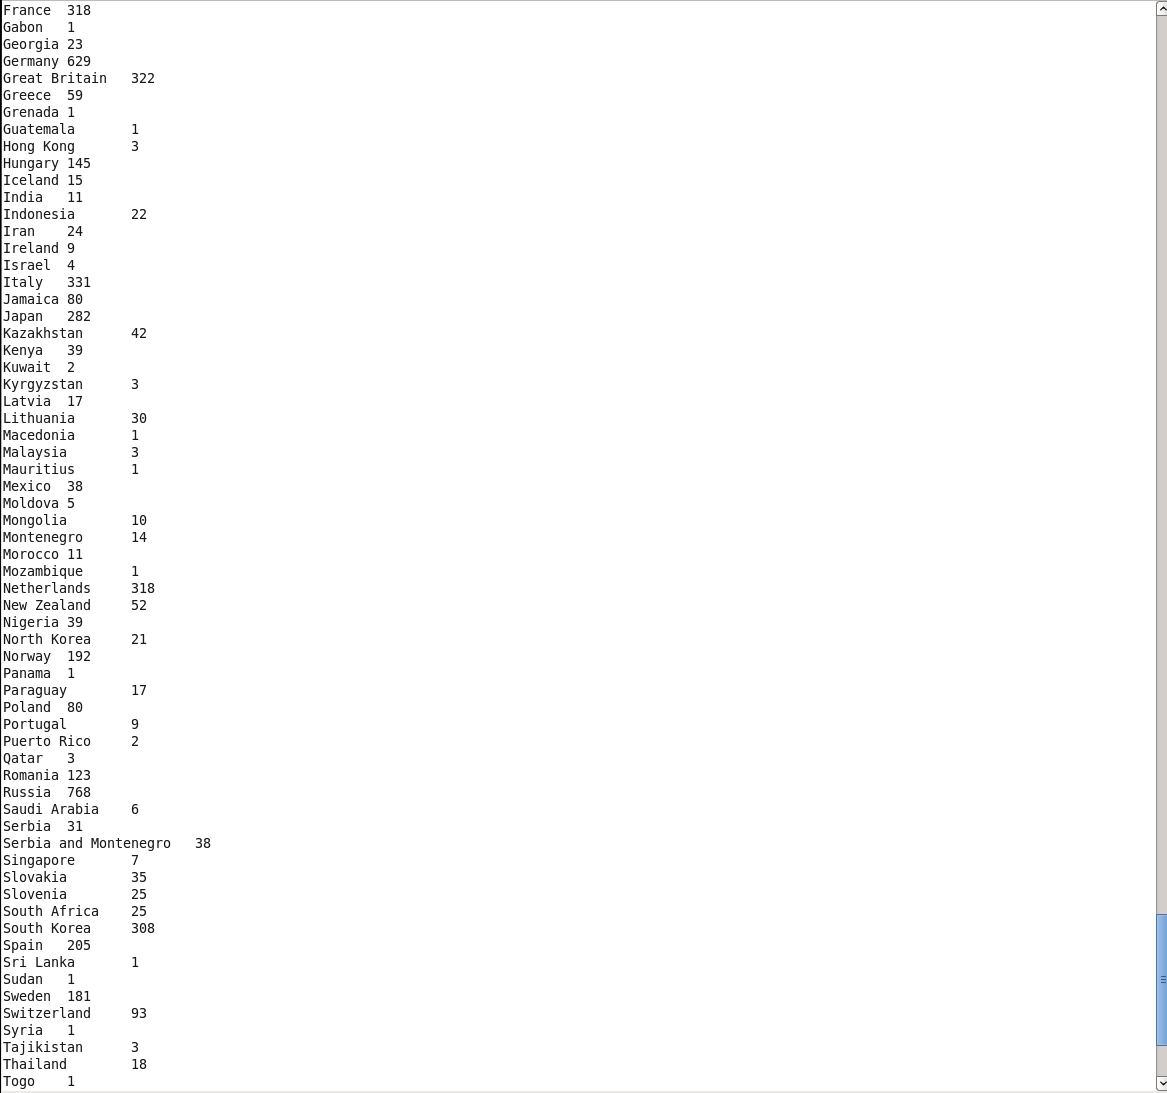 France 318
Gabon 1
Georgia 23
Germany 629
Great Britain 322
Greece 59
Grenada 1
Guatemala 1
Hong Kong 3
Hungary 145
Iceland 15
India 11
Indonesia 22
Iran 24
Ireland 9
Israel 4
Italy 331
Jamaica 80
Japan 282
Kazakhstan 42
Kenya 39
Kuwait 2
Kyrgyzstan 3
Latvia 17
Lithuania 30
Macedonia 1
Malaysia 3
Mauritius 1
Mexico 38
Moldova 5
Mongolia 10
Montenegro 14
Morocco 11
Mozambique 1
Netherlands 318
New Zealand 52
Nigeria 39
North Korea 21
Norway 192
Panama 1
Paraguay 17
Poland 80
Portugal 9
Puerto Rico 2
Qatar 3
Romania 123
Russia 768
Saudi Arabia 6
Serbia 31
Serbia and Montenegro 38
Singapore 7
Slovakia 35
Slovenia 25
South Africa 25
South Korea 308
Spain 205
Sri Lanka 1
Sudan 1
Sweden 181
Switzerland 93
Syria 1
Tajikistan 3
Thailand 18
Togo 1